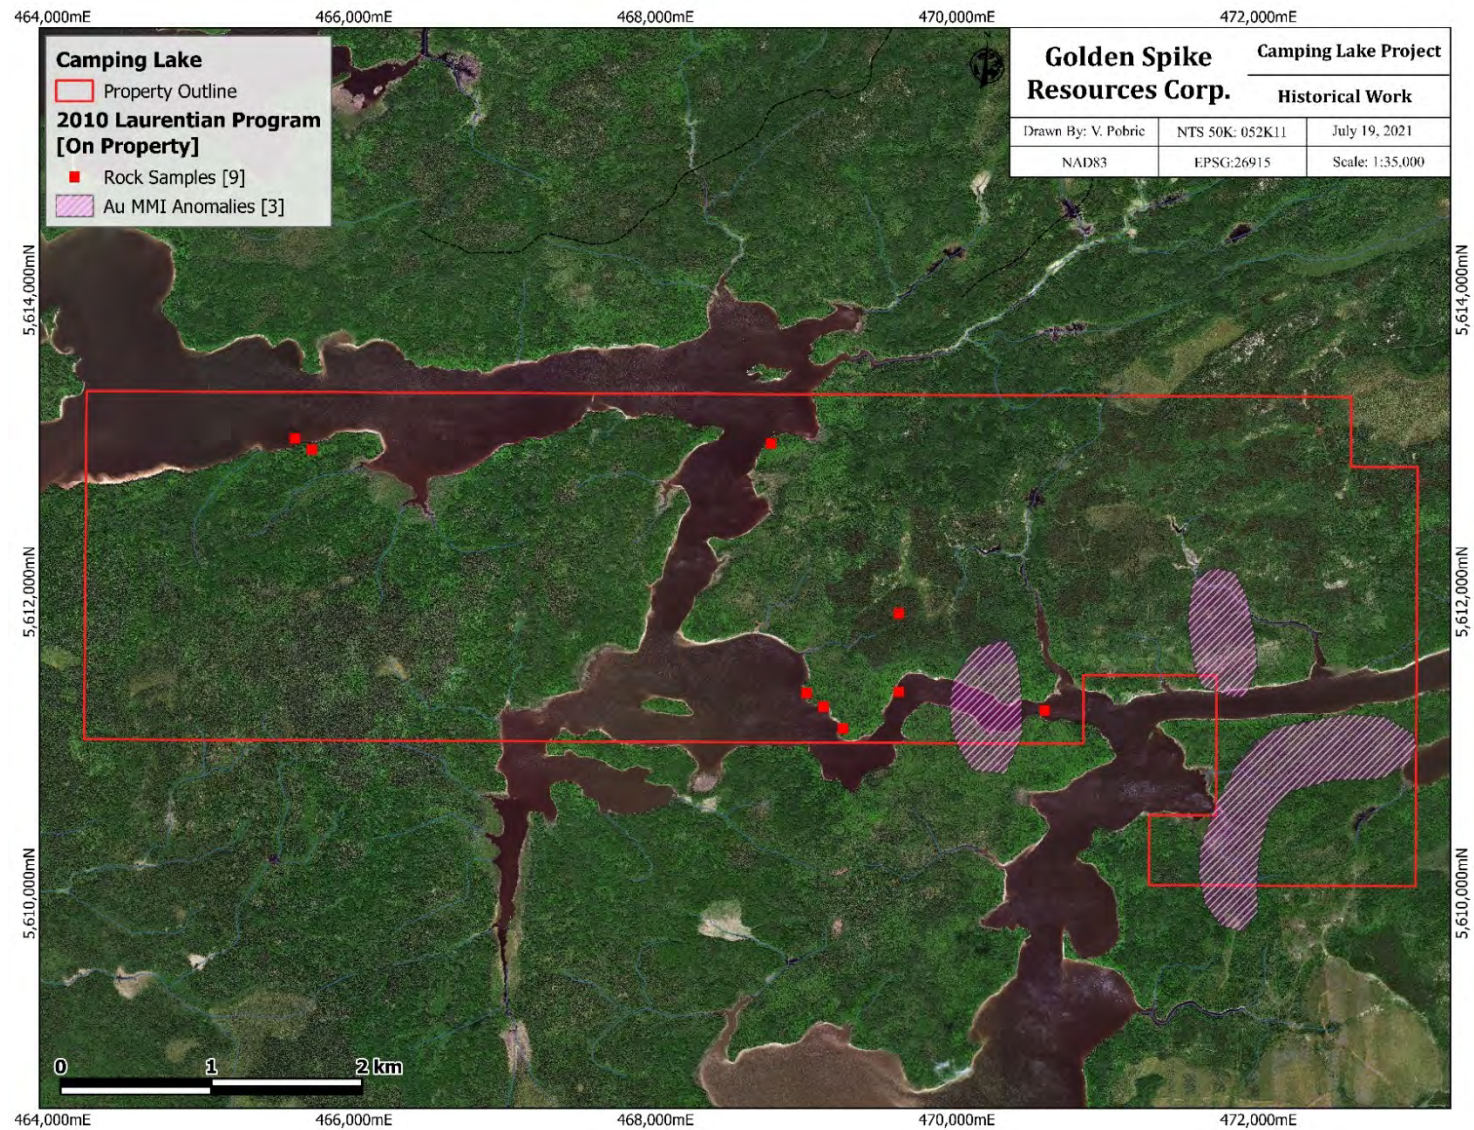 464,000mE
466,000mE
468,000mE
470,000mE
472,000mE
Camping Lake
Property Outline
2010 Laurentian Program
[On Property]
Rock Samples [9]
Au MMI Anomalies [3]
Golden Spike
Resources Corp.
Camping Lake Project
Historical Work
Drawn By: V. Pobric
NTS 50K: 052K11
July 19, 2021
NAD83
EPSG:26915
Scale: 1:35,000
5,614,000mN
5,614,000mN
5,612,000mN
5,612,000mN
5,610,000mN
5,610,000mN
0 1 2 km
464,000mE
466,000mE
468,000mE
470,000mE
472,000mE